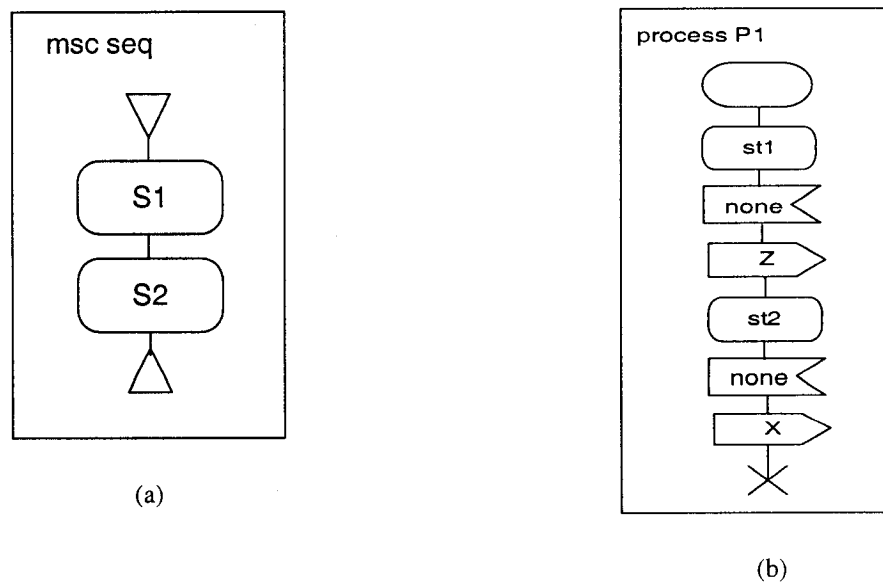 msc seq
S1
S2
(a)
process P1
st1
none
Z
st2
none
X
(b)